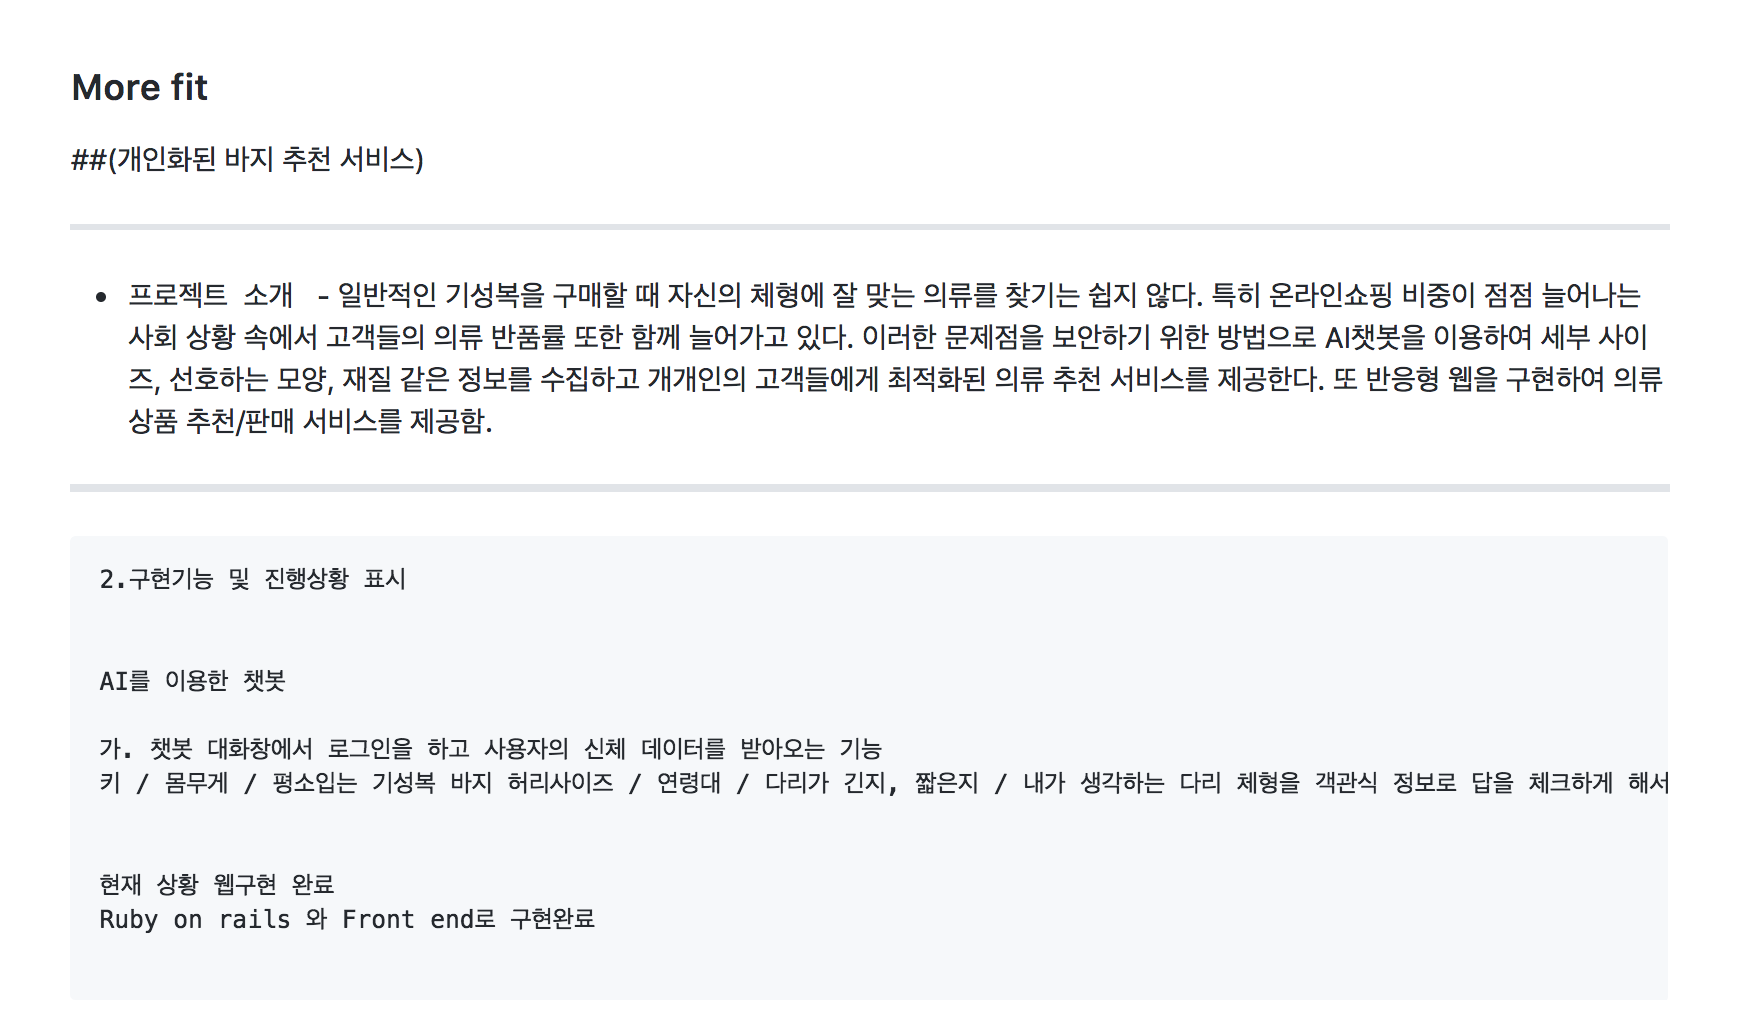 More fit
##(개인화된 바지 추천 서비스)
프로젝트 소개 - 일반적인 기성복을 구매할 때 자신의 체형에 잘 맞는 의류를 찾기는 쉽지 않다. 특히 온라인쇼핑 비중이 점점 늘어나는
사회 상황 속에서 고객들의 의류 반품률 또한 함께 늘어가고 있다. 이러한 문제점을 보안하기 위한 방법으로 AI챗봇을 이용하여 세부 사이
즈, 선호하는 모양, 재질 같은 정보를 수집하고 개개인의 고객들에게 최적화된 의류 추천 서비스를 제공한다. 또 반응형 웹을 구현하여 의류
상품 추천/판매 서비스를 제공함.
2.구현기능 및 진행상황 표시
AI를 이용한 챗봇
가. 챗봇 대화창에서 로그인을 하고 사용자의 신체 데이터를 받아오는 기능
키 / 몸무게 / 평소입는 기성복 바지 허리사이즈 / 연령대 / 다리가 긴지, 짧은지 / 내가 생각하는 다리 체형을 객관식 정보로 답을 체크하게 해서
현재 상황 웹구현 완료
Ruby on rails 와 Front end로 구현완료